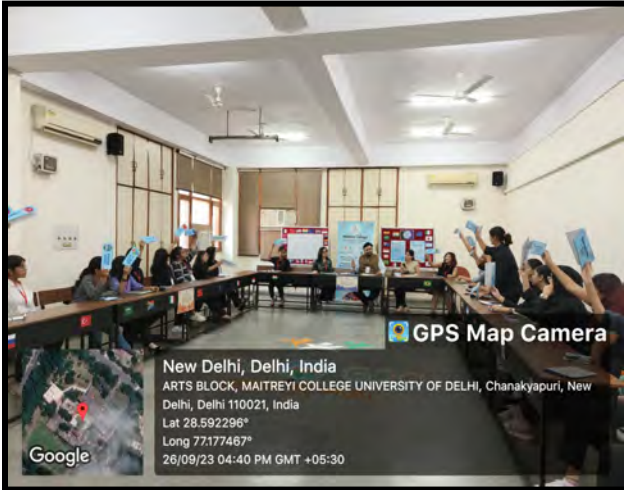 GPS Map Camera
New Delhi, Delhi, India
ARTS BLOCK, MAITREYI COLLEGE UNIVERSITY OF DELHI, Chanakyapuri, New
Delhi, Delhi 110021, India
Lat 28.592296°
Long 77.177467°
26/09/23 04:40 PM GMT +05:30
Google